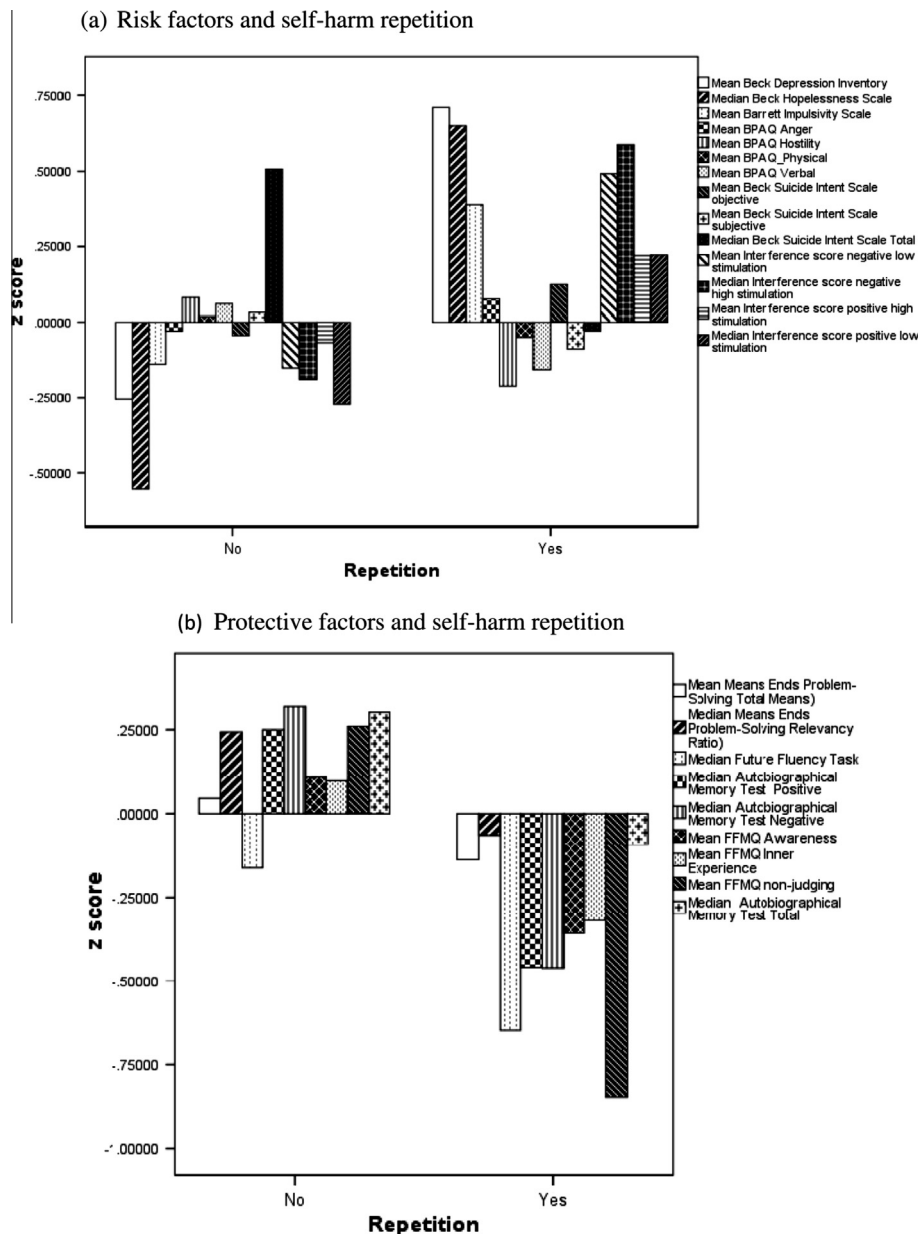 (a) Risk factors and self-harm repetition
.75000
.50000
.25000
.00000
-.25000
-.50000
z score
No
Yes
Repetition
Mean Beck Depression Inventory
Median Beck Hopelessness Scale
Mean Barrett Impulsivity Scale
Mean BPAQ Anger
Mean BPAQ Hostility
Mean BPAQ_Physical
Mean BPAQ Verbal
Mean Beck Suicide Intent Scale
objective
Mean Beck Suicide Intent Scale
subjective
Median Beck Suicide Intent Scale Total
Mean Interference score negative low
stimulation
Median Interference score negative
high stimulation
Mean Interference score positive high
stimulation
Median Interference score positive low
stimulation
(b) Protective factors and self-harm repetition
.25000
.00000
-.25000
-.50000
-.75000
-1.00000
z score
No
Yes
Repetition
Mean Means Ends Problem-
Solving Total Means)
Median Means Ends
Problem-Solving Relevancy
Ratio)
Median Future Fluency Task
Median Autobiographical
Memory Test Positive
Median Autobiographical
Memory Test Negative
Mean FFMQ Awareness
Mean FFMQ Inner
Experience
Mean FFMQ non-judging
Median Autobiographical
Memory Test Total